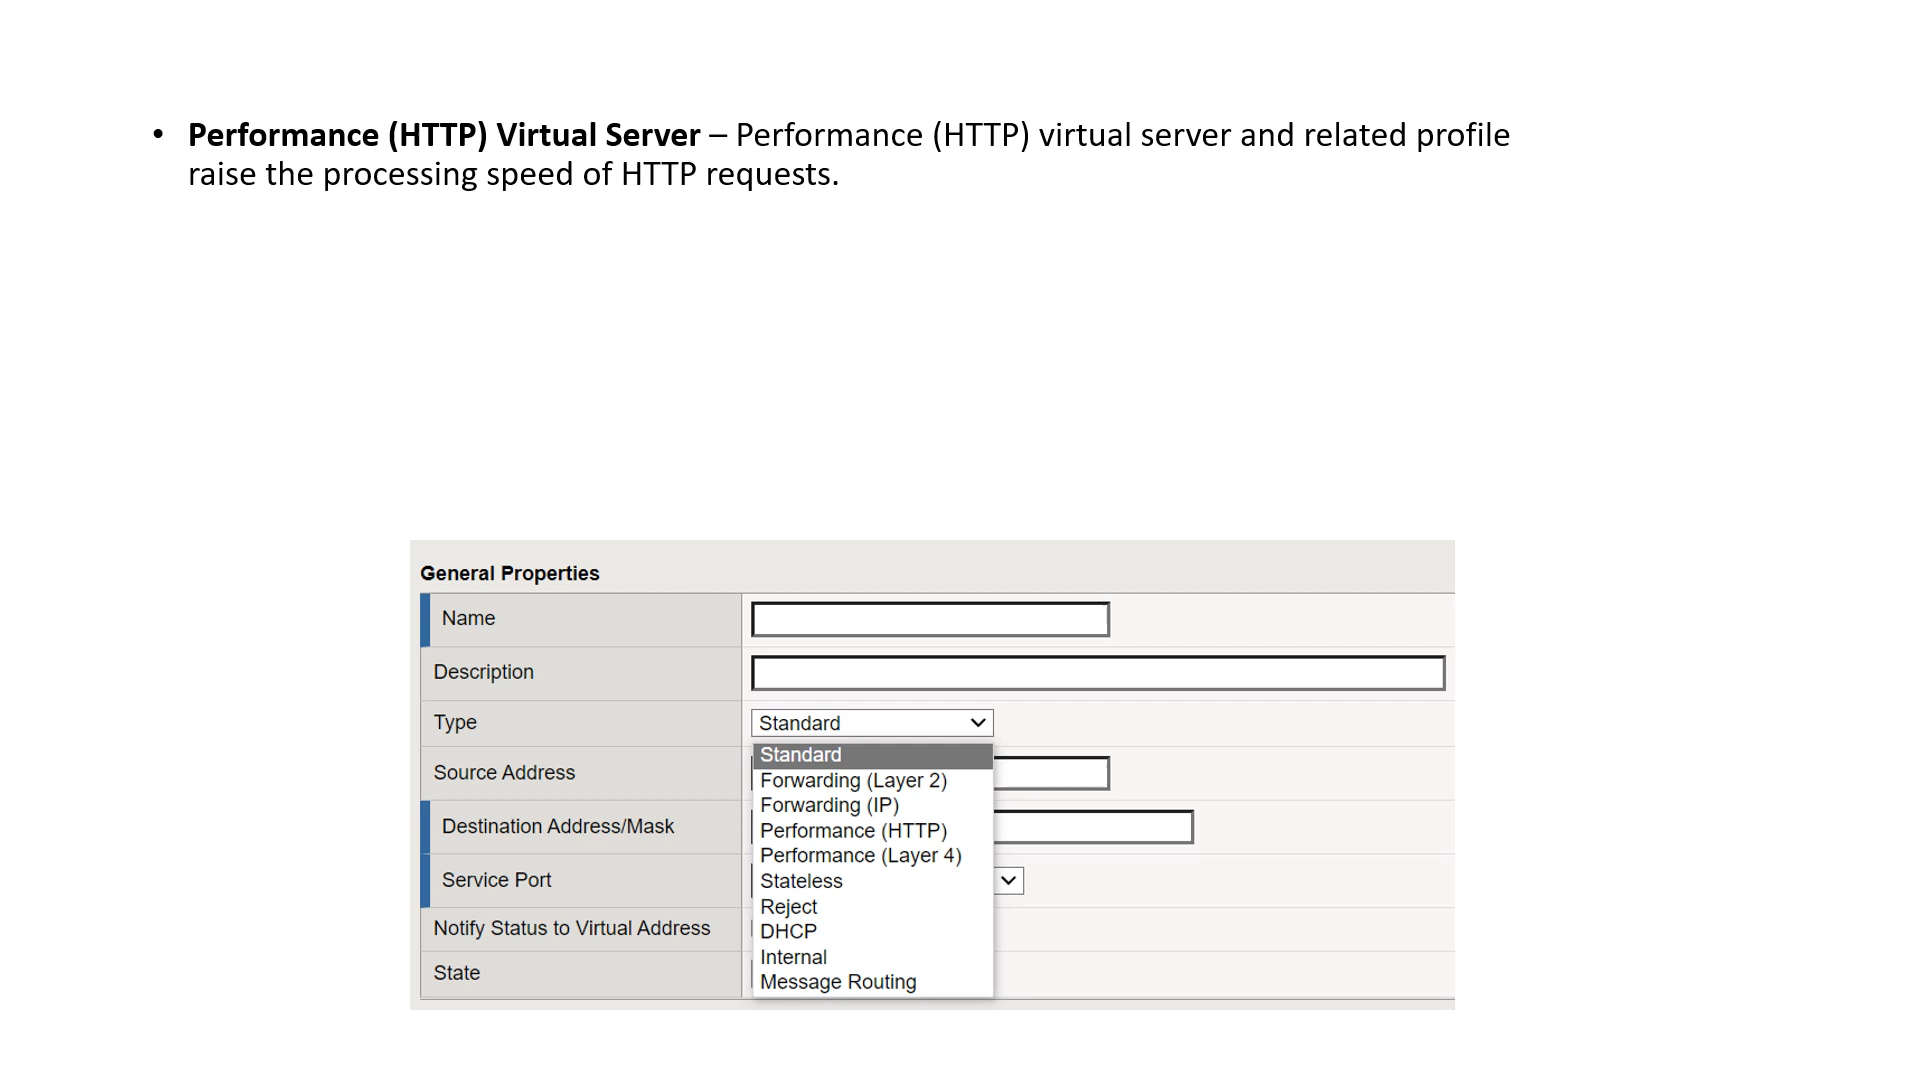 • Performance (HTTP) Virtual Server – Performance (HTTP) virtual server and related profile
raise the processing speed of HTTP requests.
General Properties
Name
Description
Type
Standard
Standard
Source Address
Forwarding (Layer 2)
Forwarding (IP)
Destination Address/Mask
Performance (HTTP)
Performance (Layer 4)
Service Port
Stateless
Reject
Notify Status to Virtual Address
DHCP
Internal
State
Message Routing